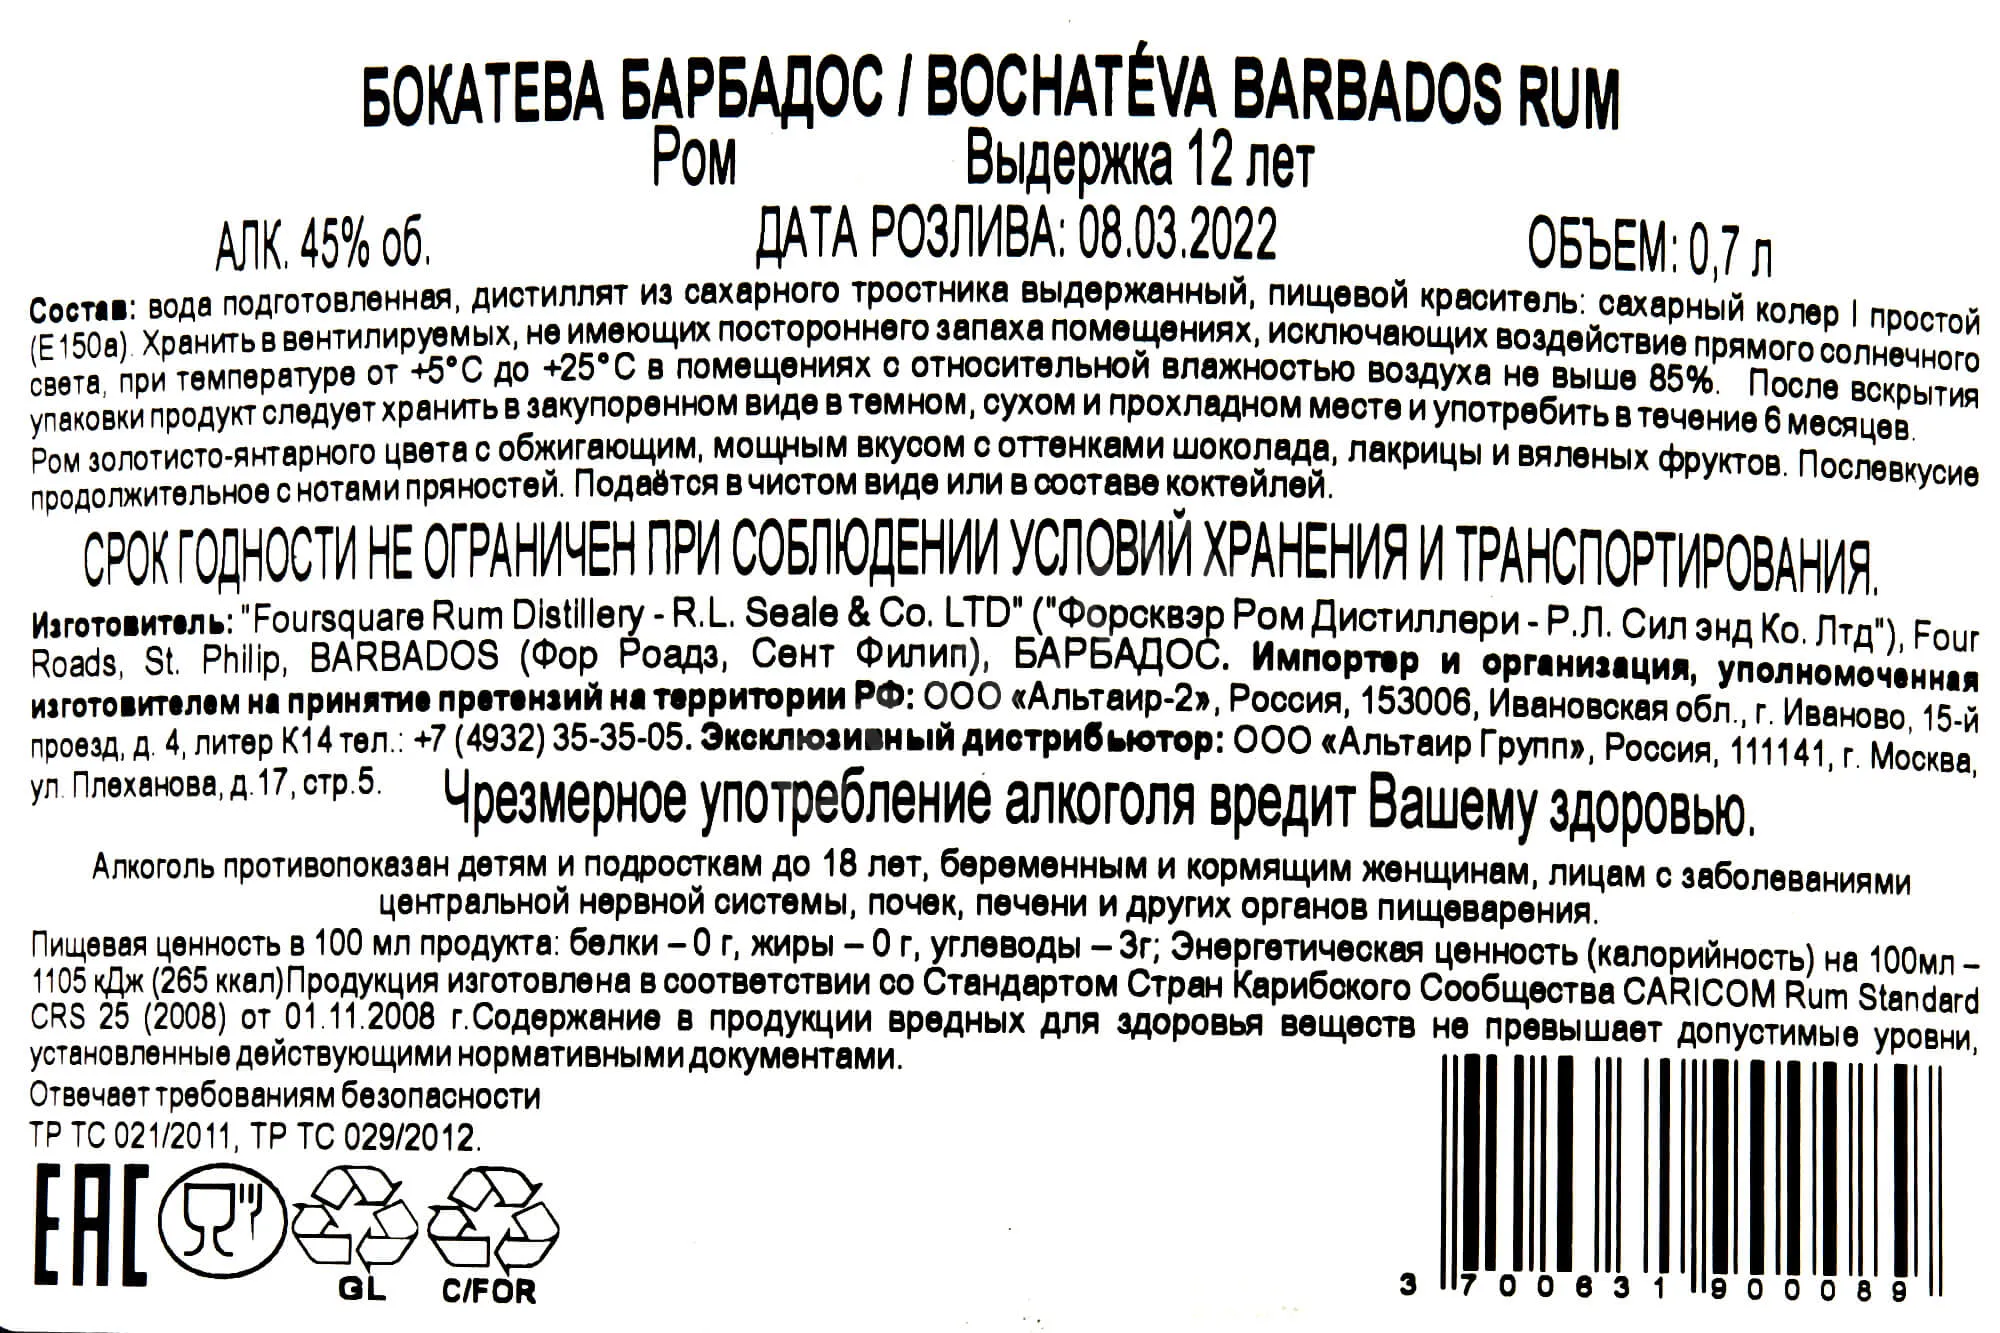 БОКАТЕВА БАРБАДОС / BOCHATÉVA BARBADOS RUM
Ром Выдержка 12 лет
АЛК. 45% об. ДАТА РОЗЛИВА: 08.03.2022 ОБЪЕМ: 0,7 л
Состав: вода подготовленная, дистиллят из сахарного тростника выдержанный, пищевой краситель: сахарный колер I простой
(Е150а). Хранить в вентилируемых, не имеющих постороннего запаха помещениях, исключающих воздействие прямого солнечного
света, при температуре от +5°С до +25°С в помещениях с относительной влажностью воздуха не выше 85%. После вскрытия
упаковки продукт следует хранить в закупоренном виде в темном, сухом и прохладном месте и употребить в течение 6 месяцев.
Ром золотисто-янтарного цвета с обжигающим, мощным вкусом с оттенками шоколада, лакрицы и вяленых фруктов. Послевкусие
продолжительное с нотами пряностей. Подаётся в чистом виде или в составе коктейлей.
СРОК ГОДНОСТИ НЕ ОГРАНИЧЕН ПРИ СОБЛЮДЕНИИ УСЛОВИЙ ХРАНЕНИЯ И ТРАНСПОРТИРОВАНИЯ.
Изготовитель: "Foursquare Rum Distillery - R.L. Seale & Co. LTD" ("Форсквэр Ром Дистиллери - Р.Л. Сил энд Ко. Лтд"), Four
Roads, St. Philip, BARBADOS (Фор Роадз, Сент Филип), БАРБАДОС. Импортер и организация, уполномоченная
изготовителем на принятие претензий на территории РФ: ООО «Альтаир-2», Россия, 153006, Ивановская обл., г. Иваново, 15-й
проезд, д. 4, литер К14 тел.: +7 (4932) 35-35-05. Эксклюзивный дистрибьютор: ООО «Альтаир Групп», Россия, 111141, г. Москва,
ул. Плеханова, д.17, стр.5. Чрезмерное употребление алкоголя вредит Вашему здоровью.
Алкоголь противопоказан детям и подросткам до 18 лет, беременным и кормящим женщинам, лицам с заболеваниями
центральной нервной системы, почек, печени и других органов пищеварения.
Пищевая ценность в 100 мл продукта: белки – 0 г, жиры – 0 г, углеводы – 3г; Энергетическая ценность (калорийность) на 100мл –
1105 кДж (265 ккал)Продукция изготовлена в соответствии со Стандартом Стран Карибского Сообщества CARICOM Rum Standard
CRS 25 (2008) от 01.11.2008 г.Содержание в продукции вредных для здоровья веществ не превышает допустимые уровни,
установленные действующими нормативными документами.
Отвечает требованиям безопасности
ТР ТС 021/2011, ТР ТС 029/2012.
EAC
GL C/FOR
3 700631 900089